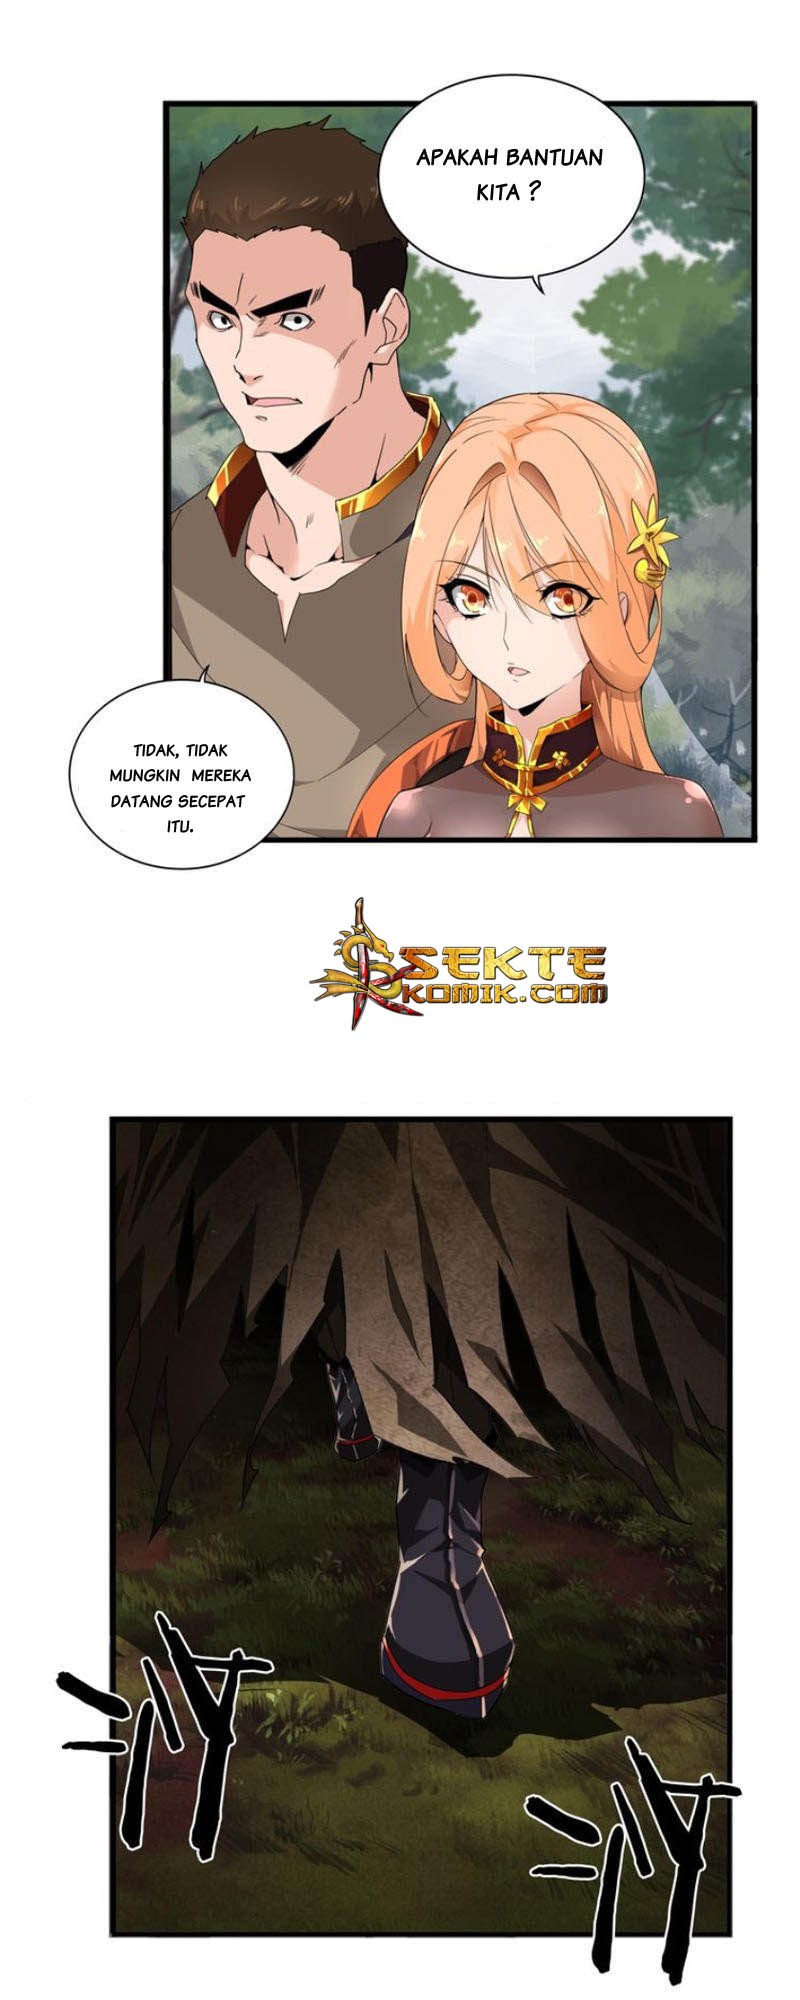 APAKAH BANTUAN
KITA ?
TIDAK, TIDAK
MUNGKIN MEREKA
DATANG SECEPAT
ITU.
SEKTE
KOMIK.COM